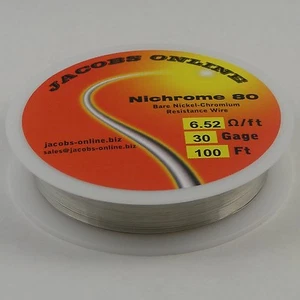 JACOBS ONLINE
Nichrome 80
Bare Nickel-Chromium
Resistance Wire
6.52 Ω/ft
30 Gage
100 Ft
jacobs-online.biz
sales@jacobs-online.biz